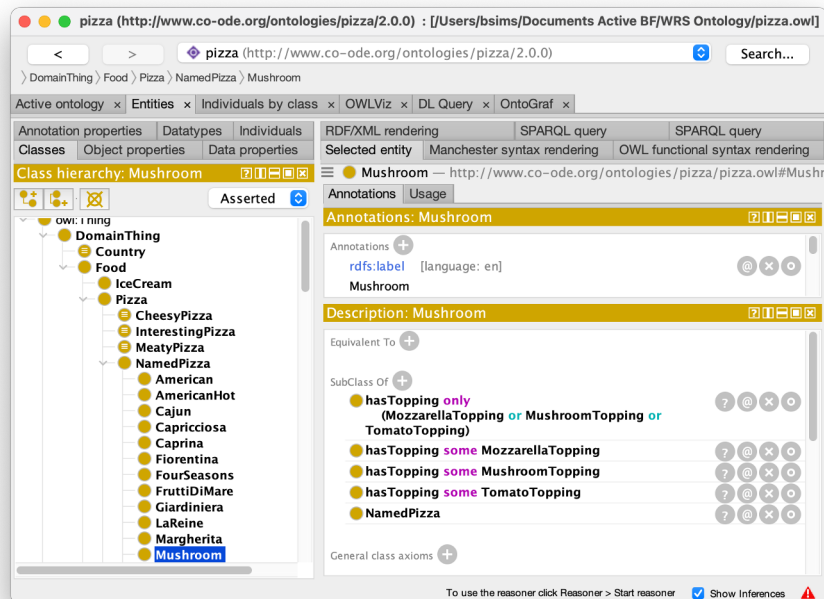 pizza (http://www.co-ode.org/ontologies/pizza/2.0.0) : [/Users/bsims/Documents Active BF/WRS Ontology/pizza.owl]
< > pizza (http://www.co-ode.org/ontologies/pizza/2.0.0) Search...
DomainThing Food Pizza NamedPizza Mushroom
Active ontology × Entities × Individuals by class × OWLViz × DL Query × OntoGraf ×
Annotation properties Datatypes Individuals
Classes Object properties Data properties
Class hierarchy: Mushroom
Asserted
owl:Thing
DomainThing
Country
Food
IceCream
Pizza
CheesyPizza
InterestingPizza
MeatyPizza
NamedPizza
American
AmericanHot
Cajun
Capricciosa
Caprina
Fiorentina
FourSeasons
FruttiDiMare
Giardiniera
LaReine
Margherita
Mushroom
RDF/XML rendering SPARQL query SPARQL query
Selected entity Manchester syntax rendering OWL functional syntax rendering
Mushroom — http://www.co-ode.org/ontologies/pizza/pizza.owl#Mushr
Annotations Usage
Annotations: Mushroom
Annotations
rdfs:label [language: en]
Mushroom
Description: Mushroom
Equivalent To
SubClass Of
hasTopping only
(MozzarellaTopping or MushroomTopping or
TomatoTopping)
hasTopping some MozzarellaTopping
hasTopping some MushroomTopping
hasTopping some TomatoTopping
NamedPizza
General class axioms
To use the reasoner click Reasoner > Start reasoner Show Inferences